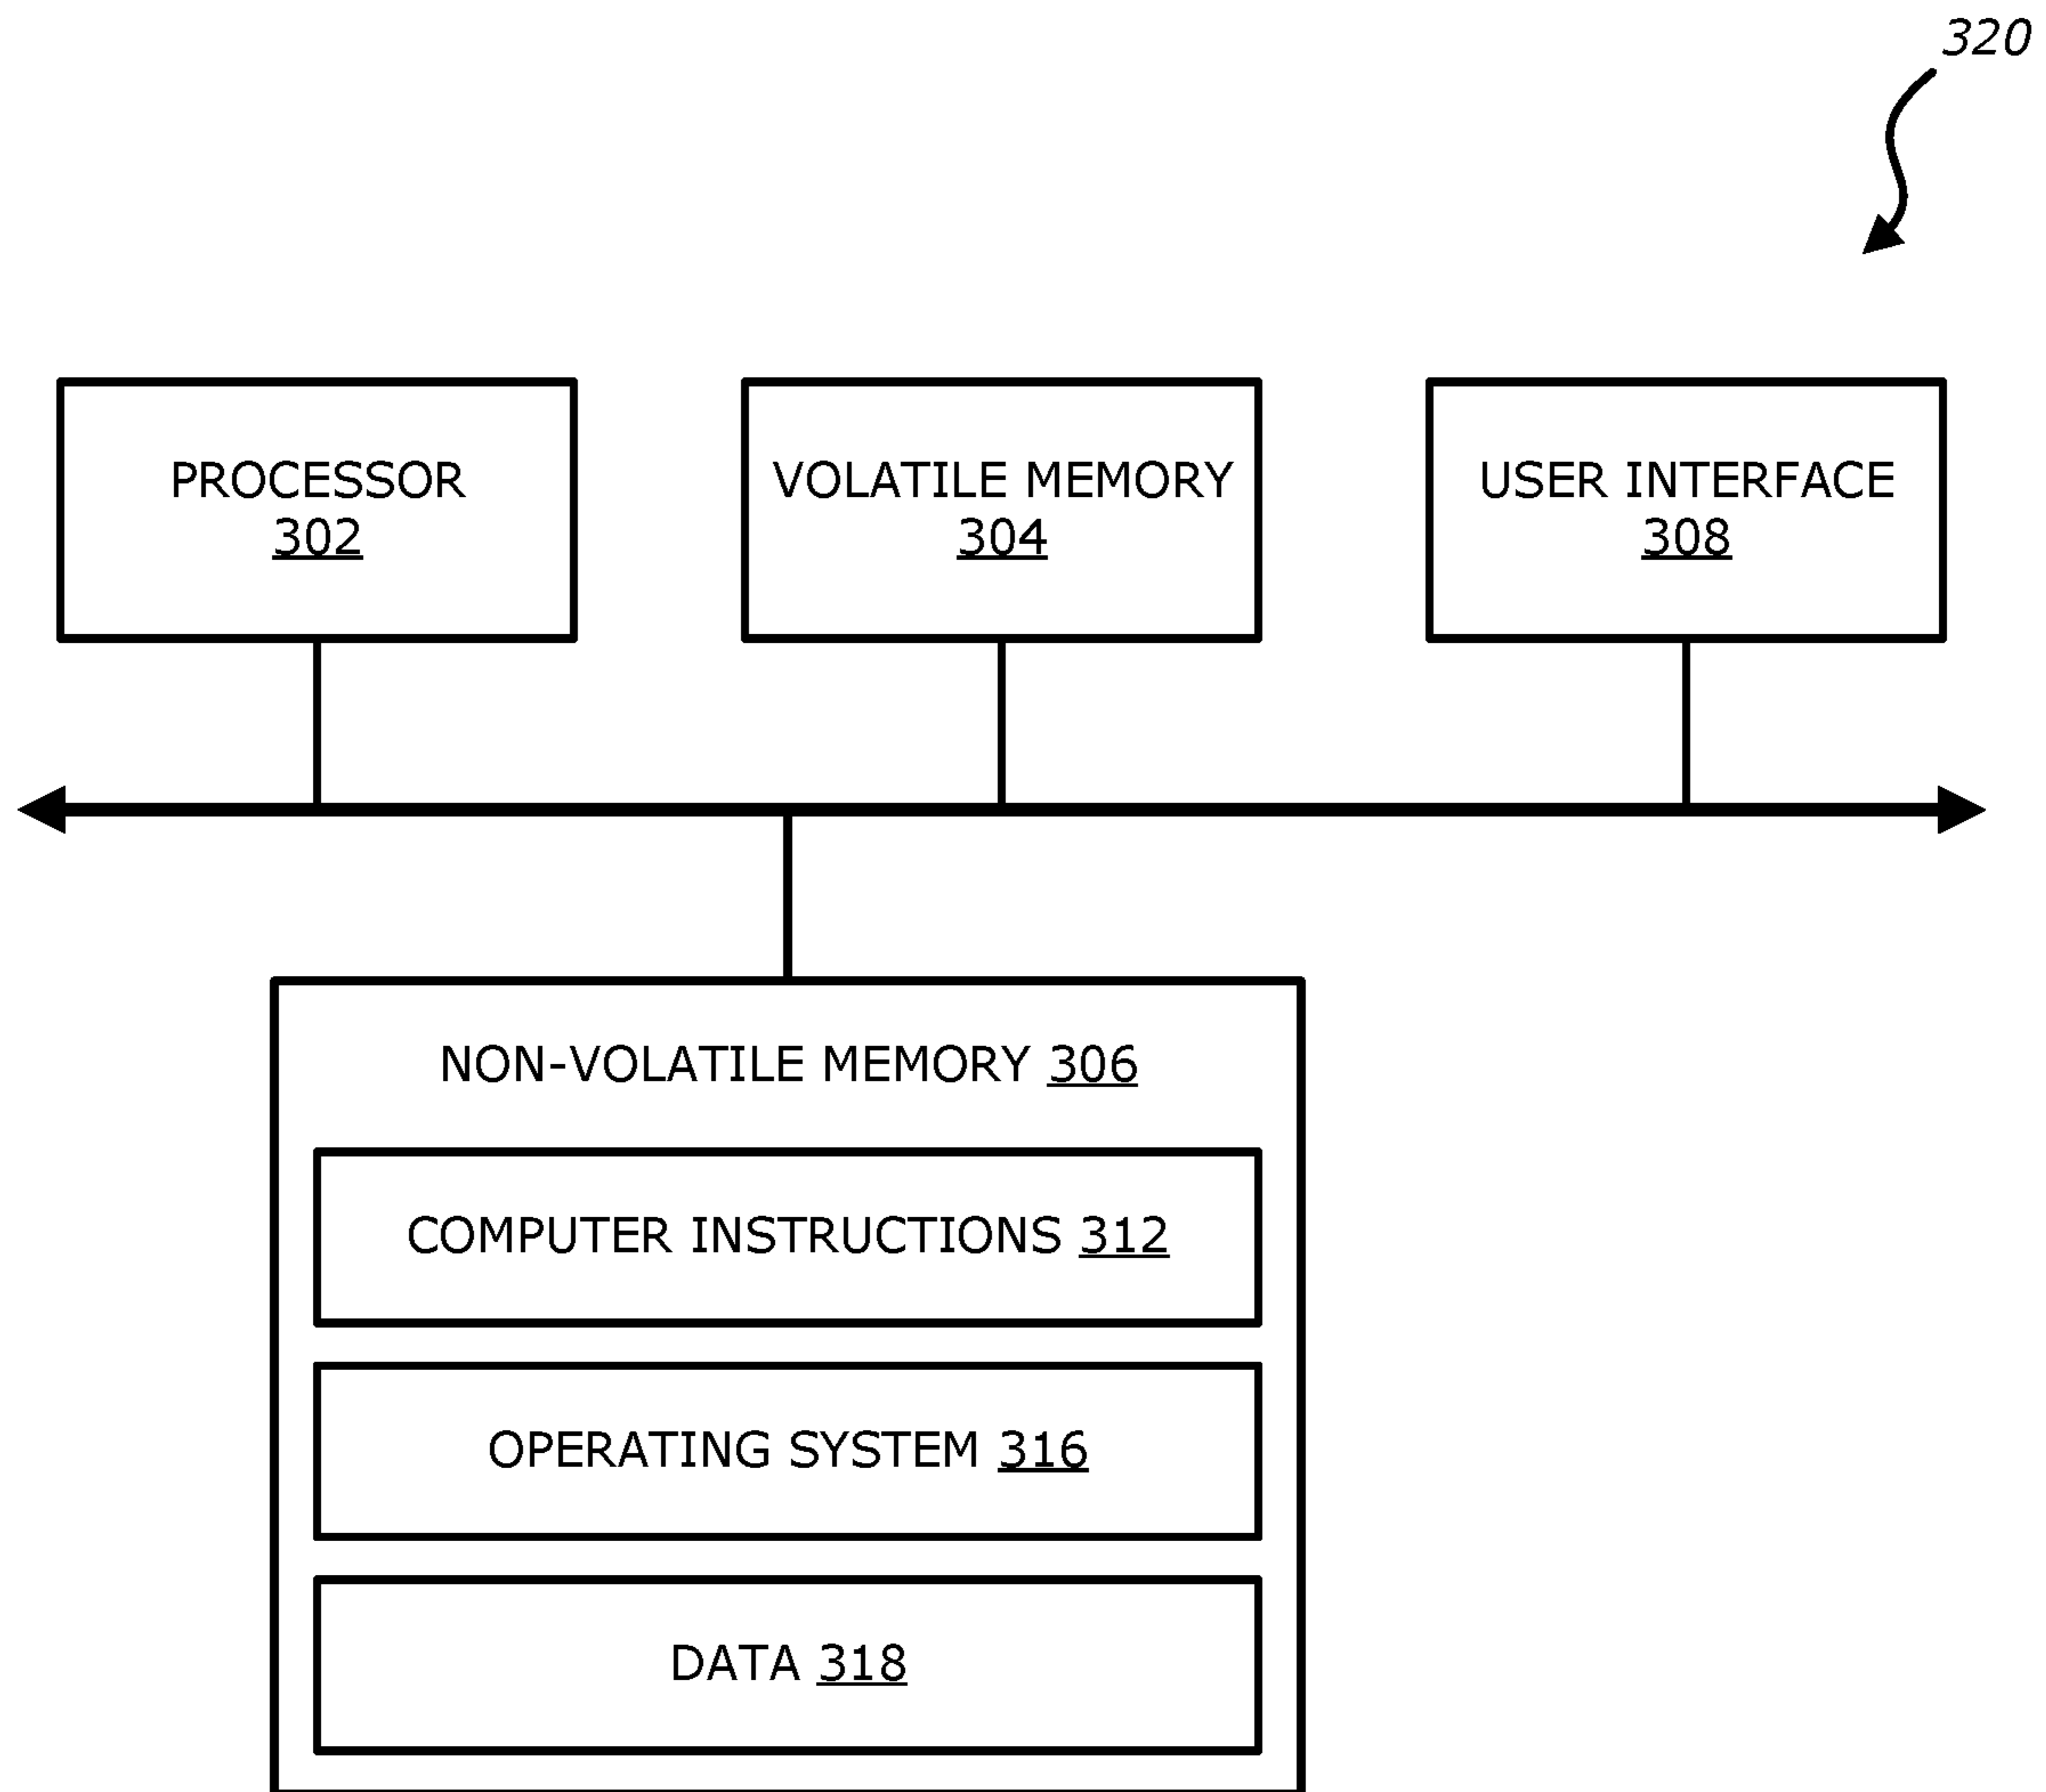 320
PROCESSOR
302
VOLATILE MEMORY
304
USER INTERFACE
308
NON-VOLATILE MEMORY 306
COMPUTER INSTRUCTIONS 312
OPERATING SYSTEM 316
DATA 318